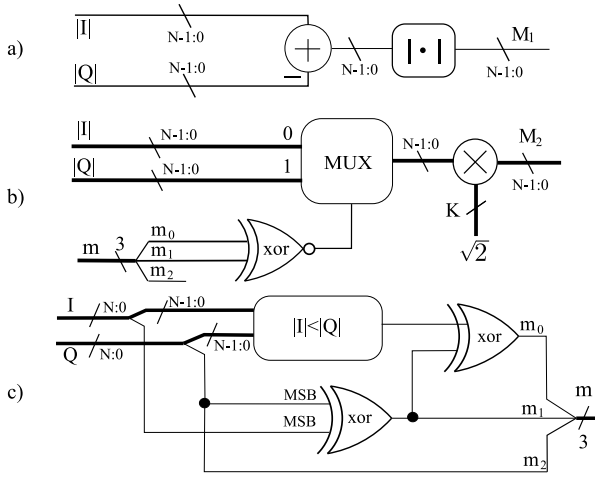 a)
|I|
N-1:0
+
N-1:0
| • |
M1
N-1:0
|Q|
N-1:0
−
b)
|I|
N-1:0
0
|Q|
N-1:0
1
MUX
N-1:0
×
M2
N-1:0
K
√2
m
3
m0
m1
m2
xor
c)
I
N:0
N-1:0
Q
N:0
N-1:0
|I|<|Q|
xor
m0
MSB
MSB
xor
m1
m2
m
3